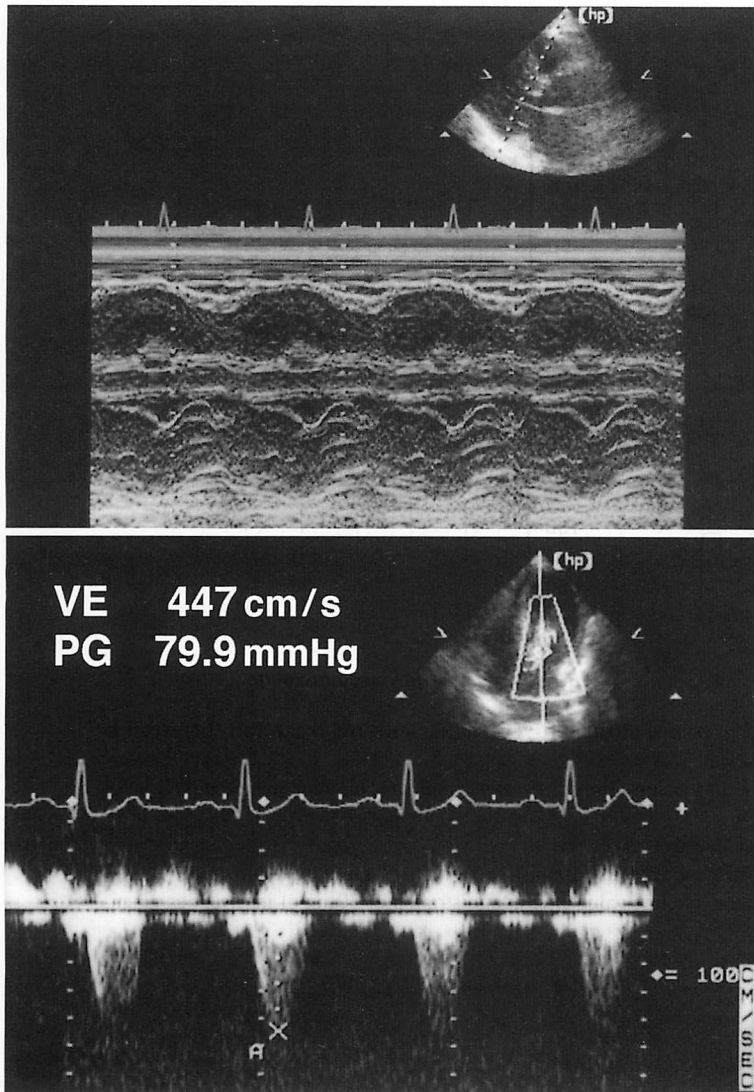 (hp)
VE 447 cm/s
PG 79.9 mmHg
(hp)
+
A
= 100
CM/SEC